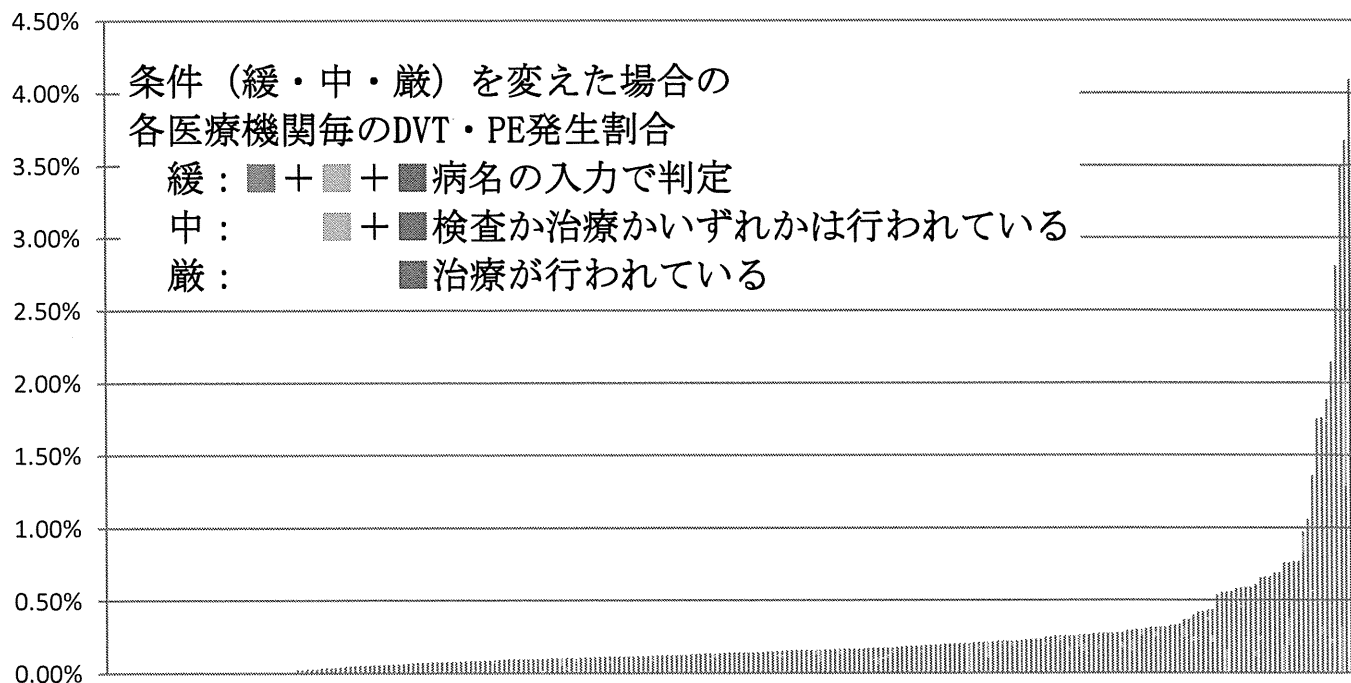 4.50%
条件（緩・中・厳）を変えた場合の
4.00%
各医療機関毎のDVT・PE発生割合
3.50%
緩：■＋■＋■病名の入力で判定
3.00%
中：■＋■検査か治療かいずれかは行われている
厳：■治療が行われている
2.50%
2.00%
1.50%
1.00%
0.50%
0.00%